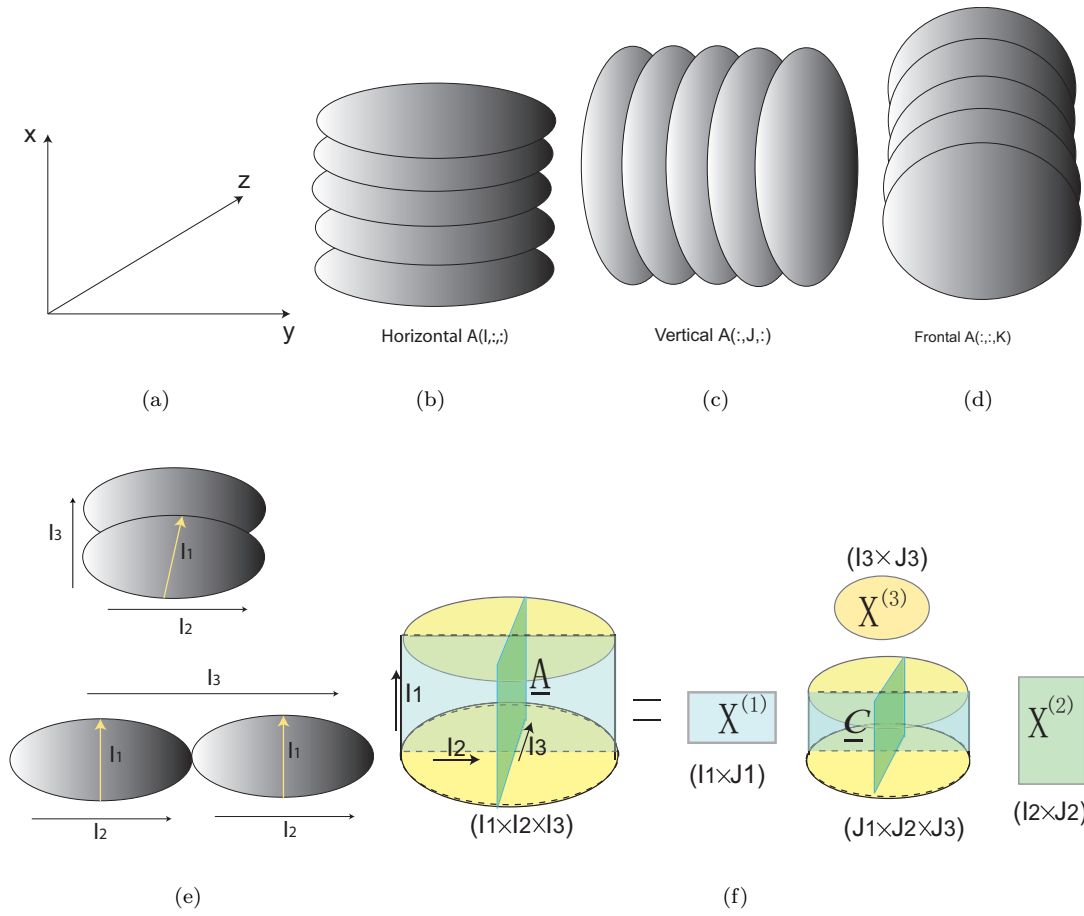 x
z
y
(a)
Horizontal A(I,:,:)
(b)
Vertical A(:,J,:)
(c)
Frontal A(:,:,K)
(d)
I3
I1
I2
I3
I1
I1
I2
I2
(e)
I1
A
I2
I3
(I1×I2×I3)
=
X(1)
(I1×J1)
(I3×J3)
X(3)
C
(J1×J2×J3)
X(2)
(I2×J2)
(f)